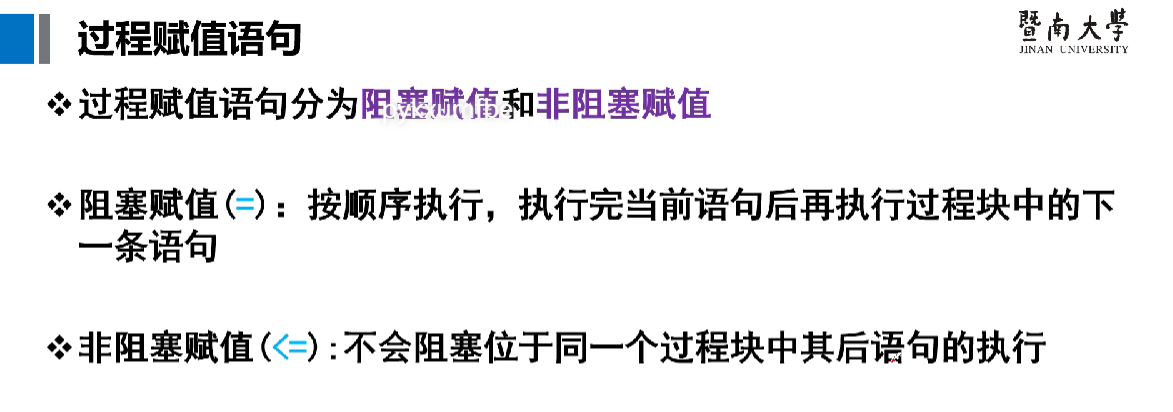 过程赋值语句
暨南大學
JINAN UNIVERSITY
❖过程赋值语句分为阻塞赋值和非阻塞赋值
❖阻塞赋值(=)：按顺序执行，执行完当前语句后再执行过程块中的下
一条语句
❖非阻塞赋值(<=):不会阻塞位于同一个过程块中其后语句的执行